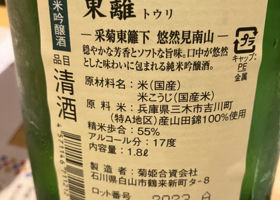 米吟醸酒
品目 清酒
東籬 トウリ
― 采菊東籬下 悠然見南山 ―
穏やかな芳香とソフトな旨味。口中が悠然
とした味わいに包まれる純米吟醸酒。
原材料名：米(国産)
米こうじ(国産米)
原料米：兵庫県三木市吉川町
(特A地区)産山田錦100%使用
精米歩合：55%
アルコール分：17度
内容量：1.8ℓ
製造者：菊姫合資会社
石川県白山市鶴来新町タ-8
ロット番号
プラ
キャップ:
PE
金属